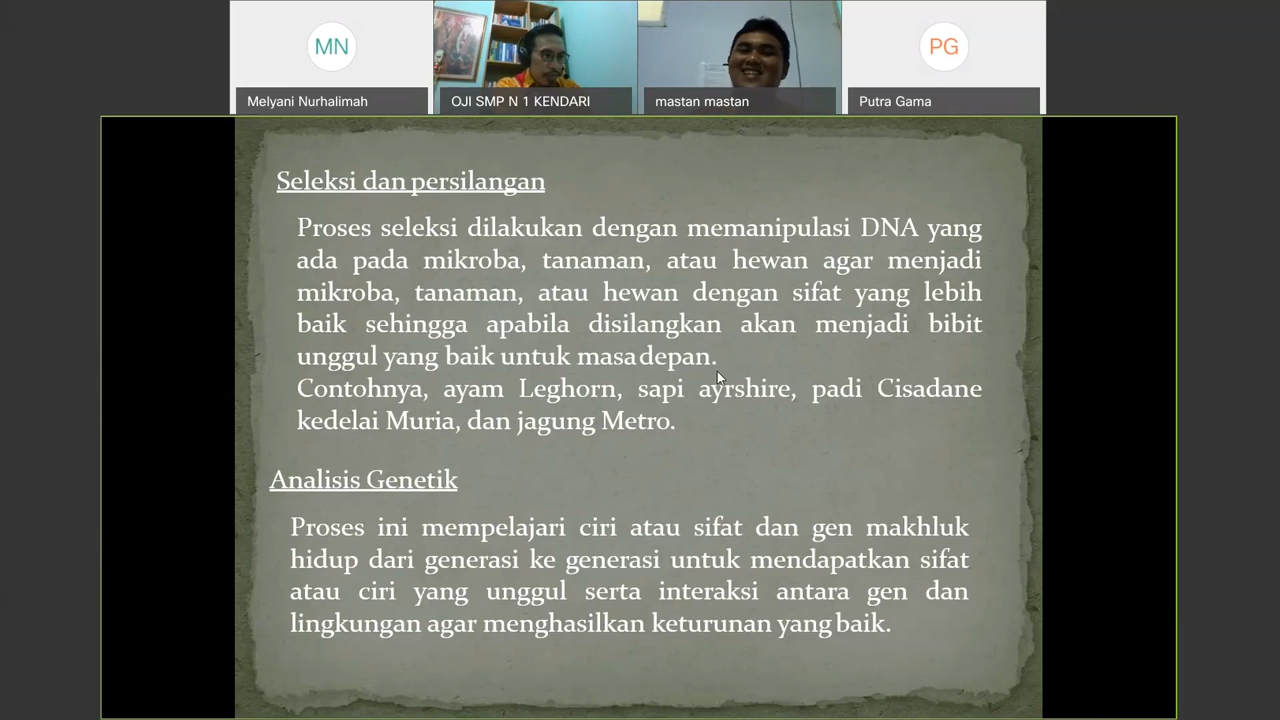 MN
PG
Melyani Nurhalimah
OJI SMP N 1 KENDARI
mastan mastan
Putra Gama
Seleksi dan persilangan
Proses seleksi dilakukan dengan memanipulasi DNA yang
ada pada mikroba, tanaman, atau hewan agar menjadi
mikroba, tanaman, atau hewan dengan sifat yang lebih
baik sehingga apabila disilangkan akan menjadi bibit
unggul yang baik untuk masa depan.
Contohnya, ayam Leghorn, sapi ayrshire, padi Cisadane
kedelai Muria, dan jagung Metro.
Analisis Genetik
Proses ini mempelajari ciri atau sifat dan gen makhluk
hidup dari generasi ke generasi untuk mendapatkan sifat
atau ciri yang unggul serta interaksi antara gen dan
lingkungan agar menghasilkan keturunan yang baik.